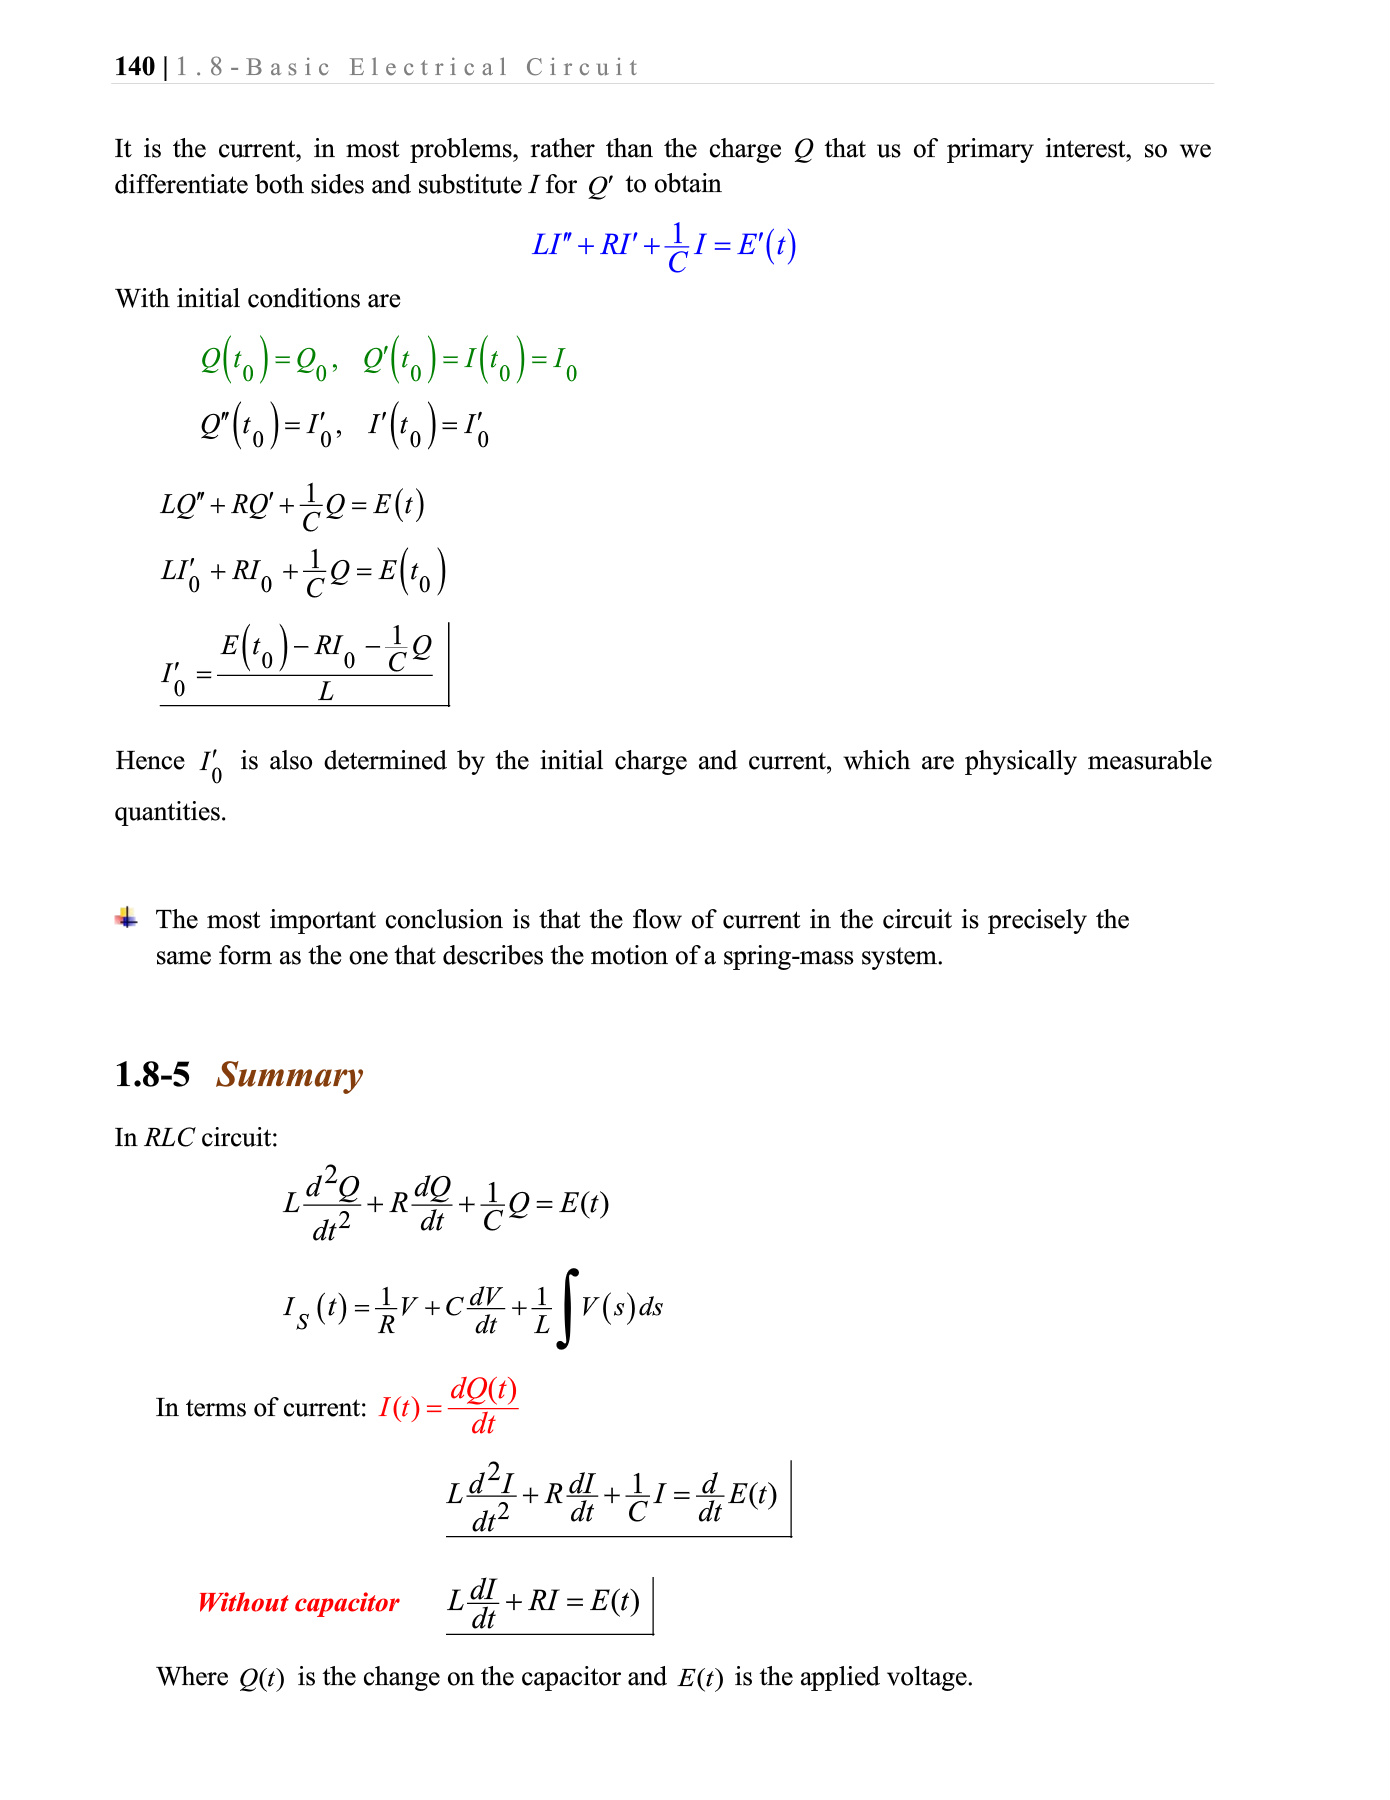 140 | 1.8-Basic Electrical Circuit
It is the current, in most problems, rather than the charge Q that us of primary interest, so we
differentiate both sides and substitute I for Q′ to obtain
LI″ + RI′ + \frac{1}{C} I = E′(t)
With initial conditions are
Q(t_0) = Q_0, Q′(t_0) = I(t_0) = I_0
Q″(t_0) = I′_0, I′(t_0) = I′_0
LQ″ + RQ′ + \frac{1}{C} Q = E(t)
LI′_0 + RI_0 + \frac{1}{C} Q = E(t_0)
I′_0 = \frac{E(t_0) − RI_0 − \frac{1}{C} Q}{L}
Hence I′_0 is also determined by the initial charge and current, which are physically measurable
quantities.
The most important conclusion is that the flow of current in the circuit is precisely the
same form as the one that describes the motion of a spring-mass system.
1.8-5 Summary
In RLC circuit:
L \frac{d^2 Q}{dt^2} + R \frac{dQ}{dt} + \frac{1}{C} Q = E(t)
I_S(t) = \frac{1}{R} V + C \frac{dV}{dt} + \frac{1}{L} ∫ V(s) ds
In terms of current: I(t) = \frac{dQ(t)}{dt}
L \frac{d^2 I}{dt^2} + R \frac{dI}{dt} + \frac{1}{C} I = \frac{d}{dt} E(t)
Without capacitor L \frac{dI}{dt} + RI = E(t)
Where Q(t) is the change on the capacitor and E(t) is the applied voltage.